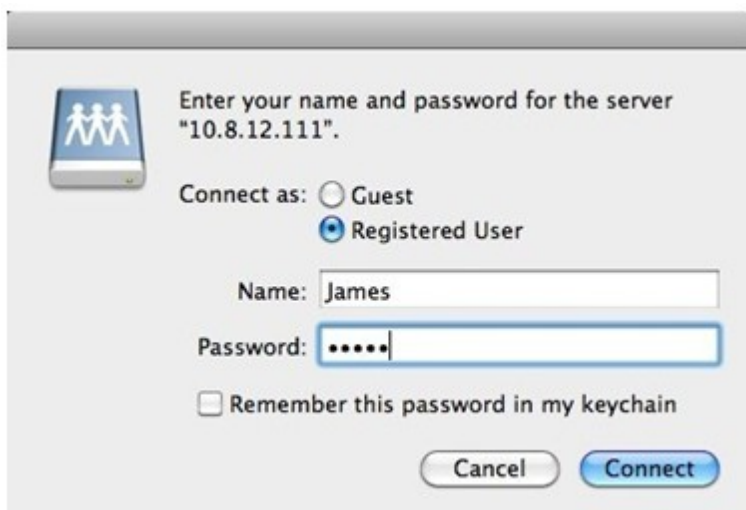 Enter your name and password for the server
“10.8.12.111”.
Connect as: Guest
Registered User
Name: James
Password: •••••
Remember this password in my keychain
Cancel Connect